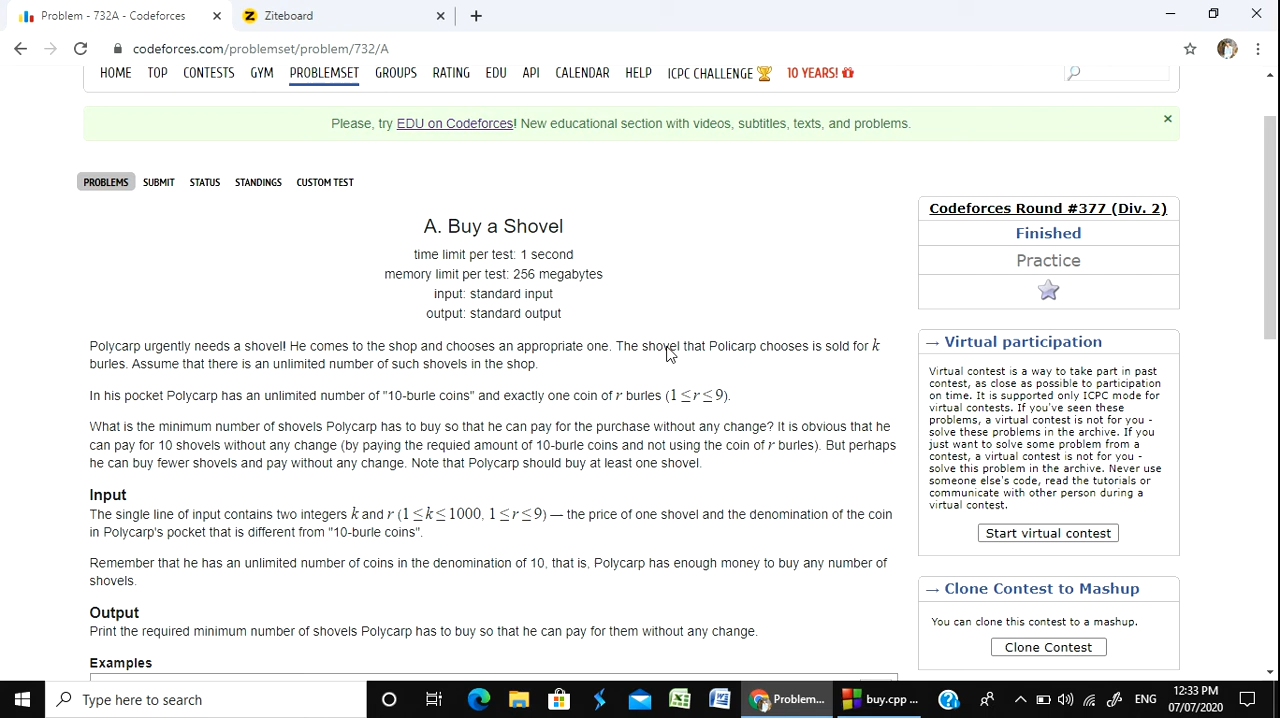 Problem - 732A - Codeforces
Ziteboard
codeforces.com/problemset/problem/732/A
HOME TOP CONTESTS GYM PROBLEMSET GROUPS RATING EDU API CALENDAR HELP ICPC CHALLENGE 10 YEARS!
Please, try EDU on Codeforces! New educational section with videos, subtitles, texts, and problems.
PROBLEMS SUBMIT STATUS STANDINGS CUSTOM TEST
A. Buy a Shovel
time limit per test: 1 second
memory limit per test: 256 megabytes
input: standard input
output: standard output
Polycarp urgently needs a shovel! He comes to the shop and chooses an appropriate one. The shovel that Policarp chooses is sold for k
burles. Assume that there is an unlimited number of such shovels in the shop.
In his pocket Polycarp has an unlimited number of "10-burle coins" and exactly one coin of r burles (1 ≤ r ≤ 9).
What is the minimum number of shovels Polycarp has to buy so that he can pay for the purchase without any change? It is obvious that he
can pay for 10 shovels without any change (by paying the requied amount of 10-burle coins and not using the coin of r burles). But perhaps
he can buy fewer shovels and pay without any change. Note that Polycarp should buy at least one shovel.
Input
The single line of input contains two integers k and r (1 ≤ k ≤ 1000, 1 ≤ r ≤ 9) — the price of one shovel and the denomination of the coin
in Polycarp's pocket that is different from "10-burle coins".
Remember that he has an unlimited number of coins in the denomination of 10, that is, Polycarp has enough money to buy any number of
shovels.
Output
Print the required minimum number of shovels Polycarp has to buy so that he can pay for them without any change.
Examples
Codeforces Round #377 (Div. 2)
Finished
Practice
→ Virtual participation
Virtual contest is a way to take part in past
contest, as close as possible to participation
on time. It is supported only ICPC mode for
virtual contests. If you've seen these
problems, a virtual contest is not for you -
solve these problems in the archive. If you
just want to solve some problem from a
contest, a virtual contest is not for you -
solve this problem in the archive. Never use
someone else's code, read the tutorials or
communicate with other person during a
virtual contest.
Start virtual contest
→ Clone Contest to Mashup
You can clone this contest to a mashup.
Clone Contest
Type here to search
Problem...
buy.cpp ...
ENG
12:33 PM
07/07/2020